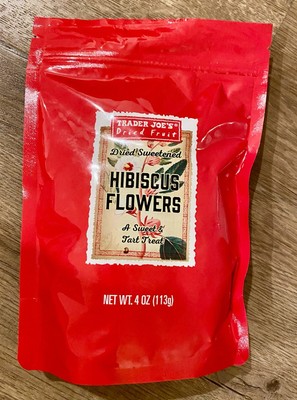 TRADER JOE'S®
Dried Fruit
Dried Sweetened
HIBISCUS
FLOWERS
A Sweet &
Tart Treat
NET WT. 4 OZ (113g)